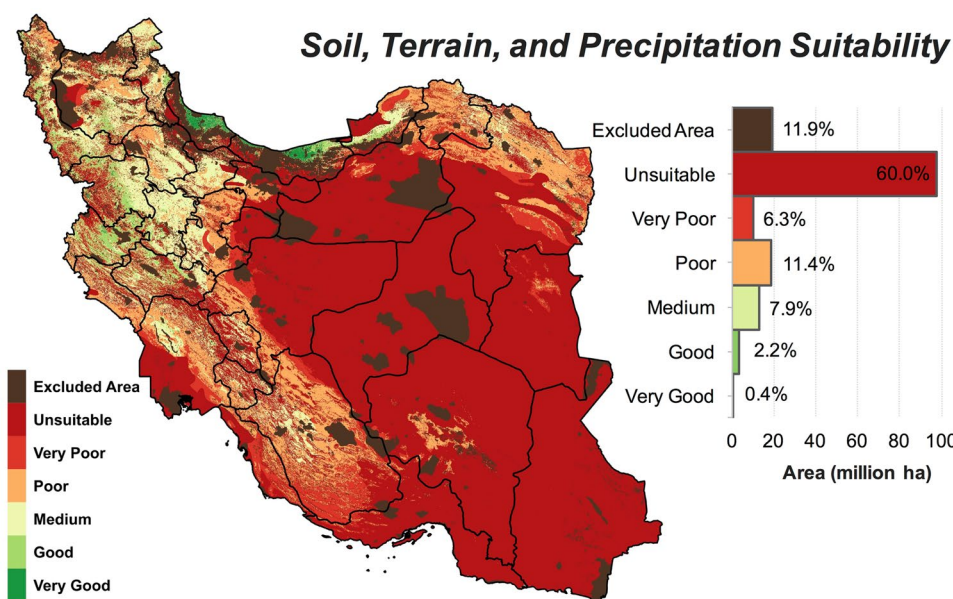 Soil, Terrain, and Precipitation Suitability
Excluded Area 11.9%
Unsuitable 60.0%
Very Poor 6.3%
Poor 11.4%
Medium 7.9%
Good 2.2%
Very Good 0.4%
0 20 40 60 80 100
Area (million ha)
Excluded Area
Unsuitable
Very Poor
Poor
Medium
Good
Very Good